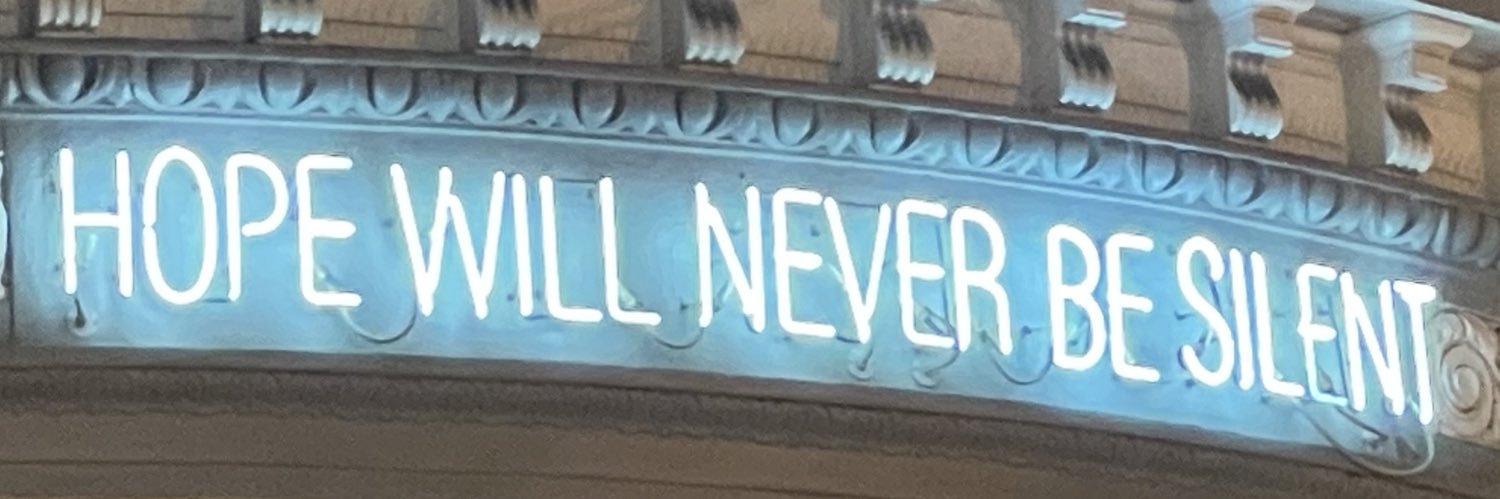 HOPE WILL NEVER BE SILENT